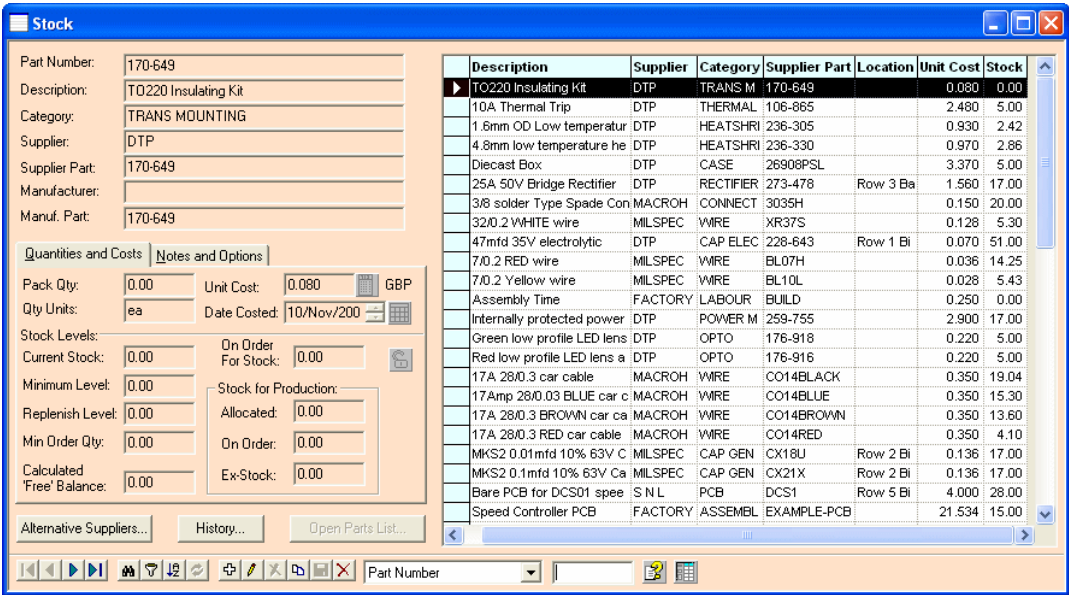 Stock
Part Number: 170-649
Description: TO220 Insulating Kit
Category: TRANS MOUNTING
Supplier: DTP
Supplier Part: 170-649
Manufacturer:
Manuf. Part: 170-649
Quantities and Costs Notes and Options
Pack Qty: 0.00 Unit Cost: 0.080 GBP
Qty Units: ea Date Costed: 10/Nov/200
Stock Levels:
Current Stock: 0.00 On Order For Stock: 0.00
Minimum Level: 0.00 Stock for Production:
Replenish Level: 0.00 Allocated: 0.00
Min Order Qty: 0.00 On Order: 0.00
Calculated 'Free' Balance: 0.00 Ex-Stock: 0.00
Alternative Suppliers... History... Open Parts List...
Description Supplier Category Supplier Part Location Unit Cost Stock
TO220 Insulating Kit DTP TRANS M 170-649 0.080 0.00
10A Thermal Trip DTP THERMAL 106-865 2.480 5.00
1.6mm OD Low temperatur DTP HEATSHRI 236-305 0.930 2.42
4.8mm low temperature he DTP HEATSHRI 236-330 0.970 2.86
Diecast Box DTP CASE 26908PSL 3.370 5.00
25A 50V Bridge Rectifier DTP RECTIFIER 273-478 Row 3 Ba 1.560 17.00
3/8 solder Type Spade Con MACROH CONNECT 3035H 0.150 20.00
32/0.2 WHITE wire MILSPEC WIRE XR37S 0.128 5.30
47mfd 35V electrolytic DTP CAP ELEC 228-643 Row 1 Bi 0.070 51.00
7/0.2 RED wire MILSPEC WIRE BL07H 0.036 14.25
7/0.2 Yellow wire MILSPEC WIRE BL10L 0.028 5.43
Assembly Time FACTORY LABOUR BUILD 0.250 0.00
Internally protected power DTP POWER M 259-755 2.900 17.00
Green low profile LED lens DTP OPTO 176-918 0.220 5.00
Red low profile LED lens a DTP OPTO 176-916 0.220 5.00
17A 28/0.3 car cable MACROH WIRE CO14BLACK 0.350 19.04
17Amp 28/0.03 BLUE car c MACROH WIRE CO14BLUE 0.350 15.30
17A 28/0.3 BROWN car ca MACROH WIRE CO14BROWN 0.350 13.60
17A 28/0.3 RED car cable MACROH WIRE CO14RED 0.350 4.10
MKS2 0.01mfd 10% 63V C MILSPEC CAP GEN CX18U Row 2 Bi 0.136 17.00
MKS2 0.1mfd 10% 63V Ca MILSPEC CAP GEN CX21X Row 2 Bi 0.136 17.00
Bare PCB for DCS01 spee S N L PCB DCS1 Row 5 Bi 4.000 28.00
Speed Controller PCB FACTORY ASSEMBL EXAMPLE-PCB 21.534 15.00
Part Number